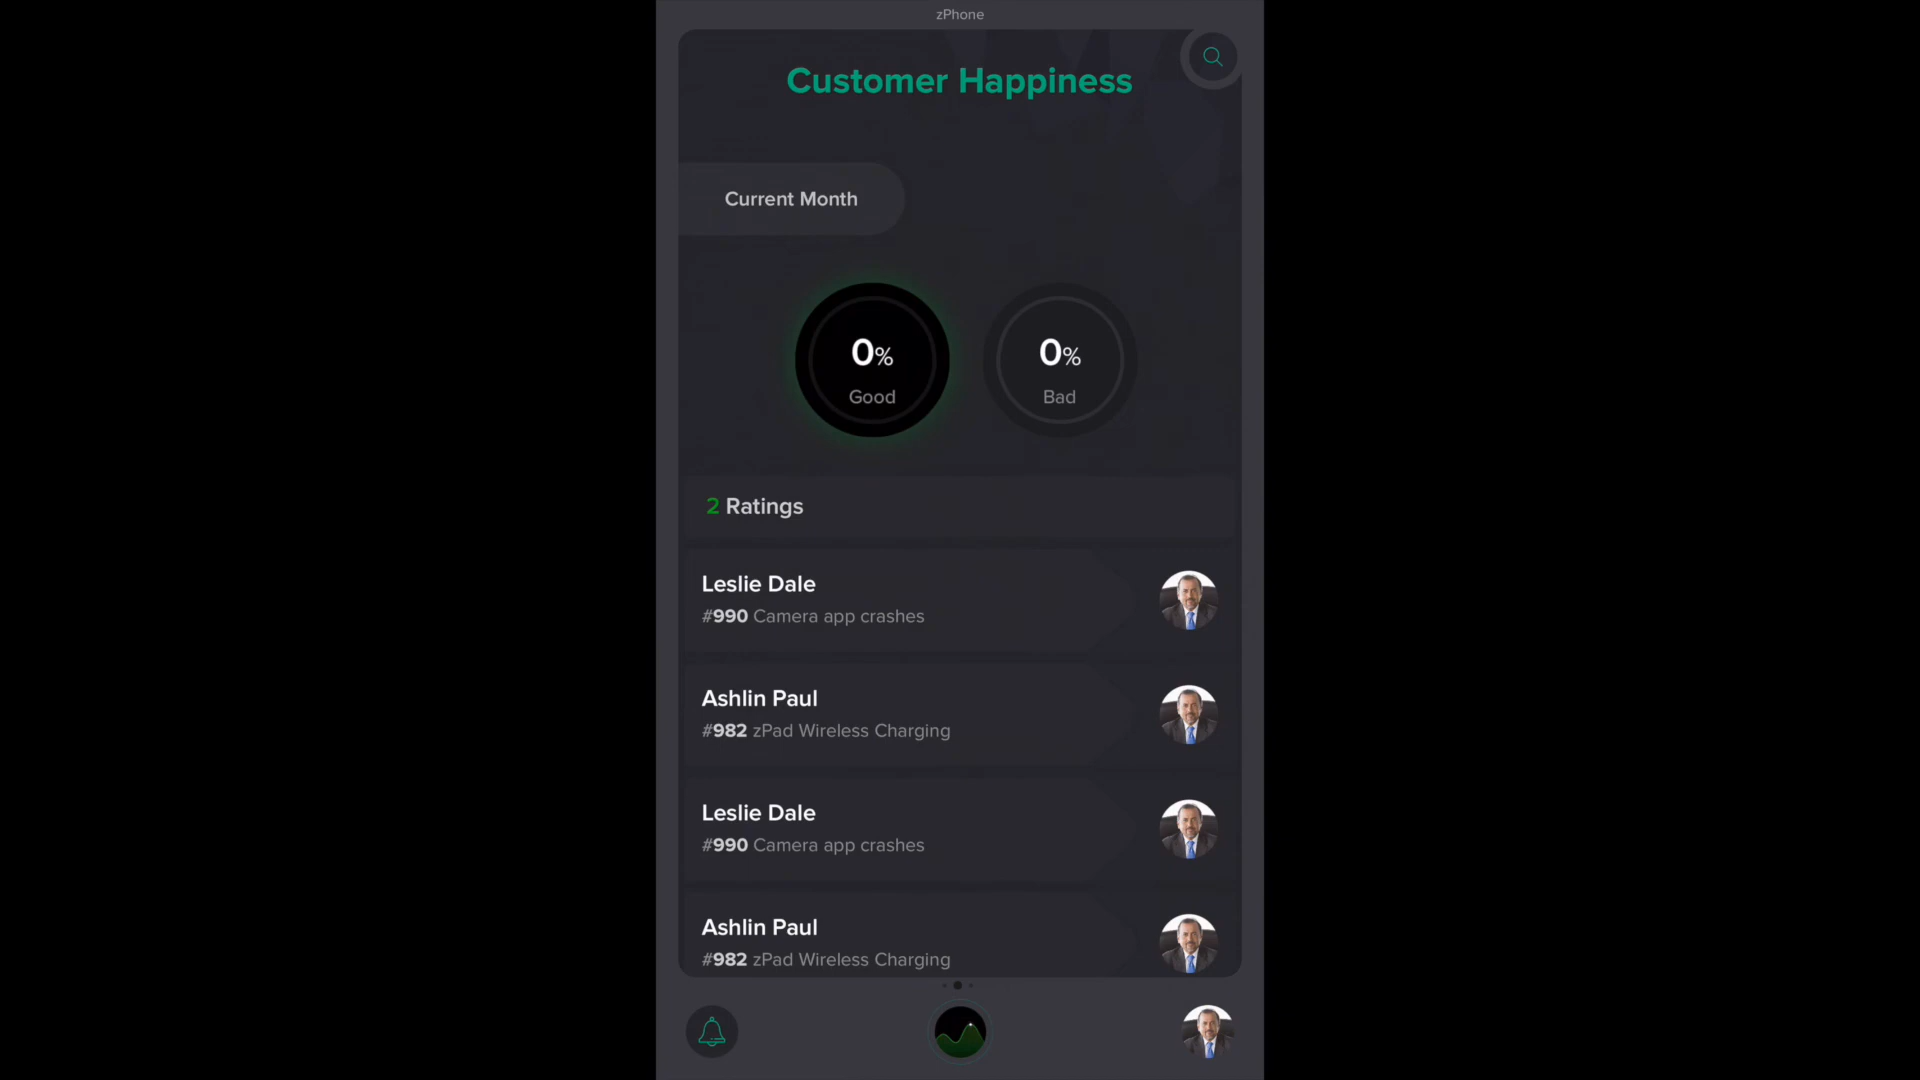 zPhone
Customer Happiness
Current Month
0%
Good
0%
Bad
2 Ratings
Leslie Dale
#990 Camera app crashes
Ashlin Paul
#982 zPad Wireless Charging
Leslie Dale
#990 Camera app crashes
Ashlin Paul
#982 zPad Wireless Charging